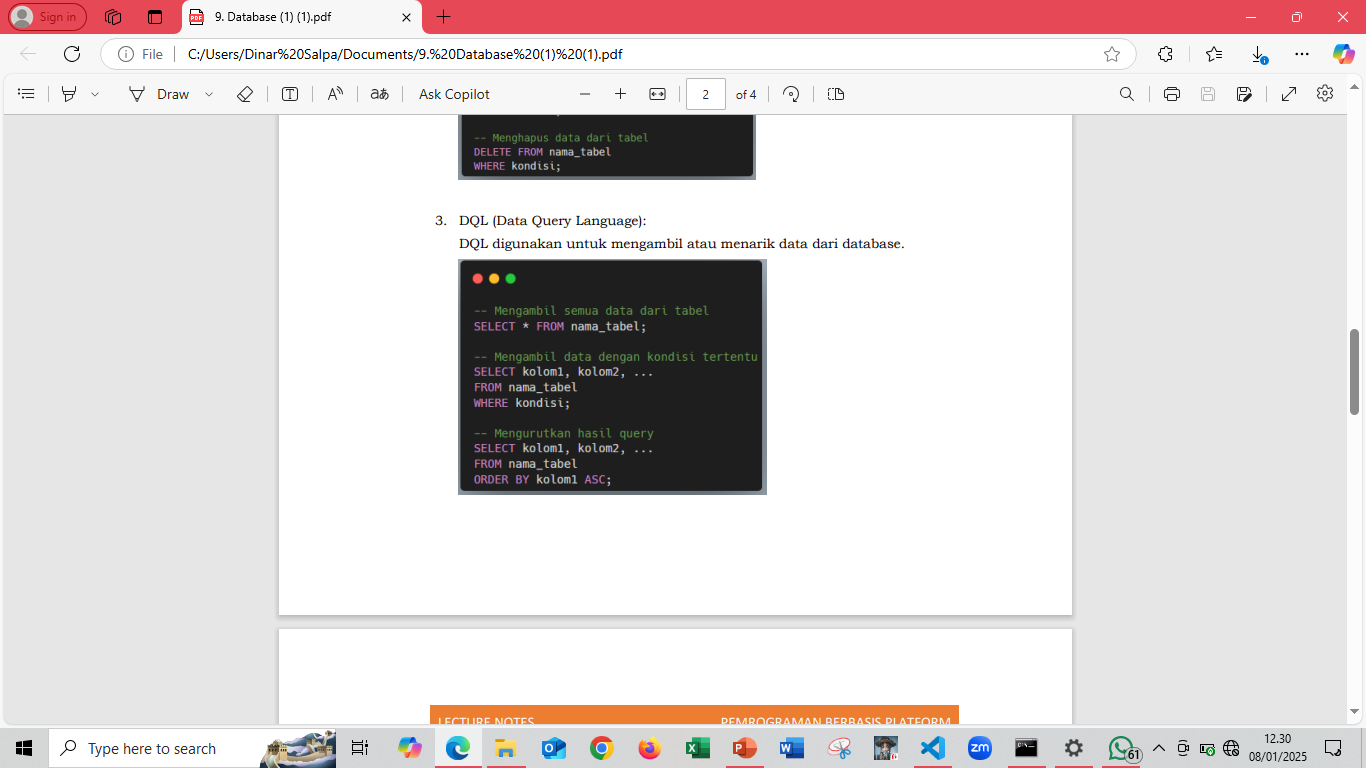 Sign in
9. Database (1) (1).pdf
File
C:/Users/Dinar%20Salpa/Documents/9.%20Database%20(1)%20(1).pdf
Draw
Ask Copilot
2
of 4
-- Menghapus data dari tabel
DELETE FROM nama_tabel
WHERE kondisi;
3. DQL (Data Query Language):
DQL digunakan untuk mengambil atau menarik data dari database.
-- Mengambil semua data dari tabel
SELECT * FROM nama_tabel;
-- Mengambil data dengan kondisi tertentu
SELECT kolom1, kolom2, ...
FROM nama_tabel
WHERE kondisi;
-- Mengurutkan hasil query
SELECT kolom1, kolom2, ...
FROM nama_tabel
ORDER BY kolom1 ASC;
LECTURE NOTES
PEMROGRAMAN BERBASIS PLATFORM
Type here to search
61
12.30
08/01/2025